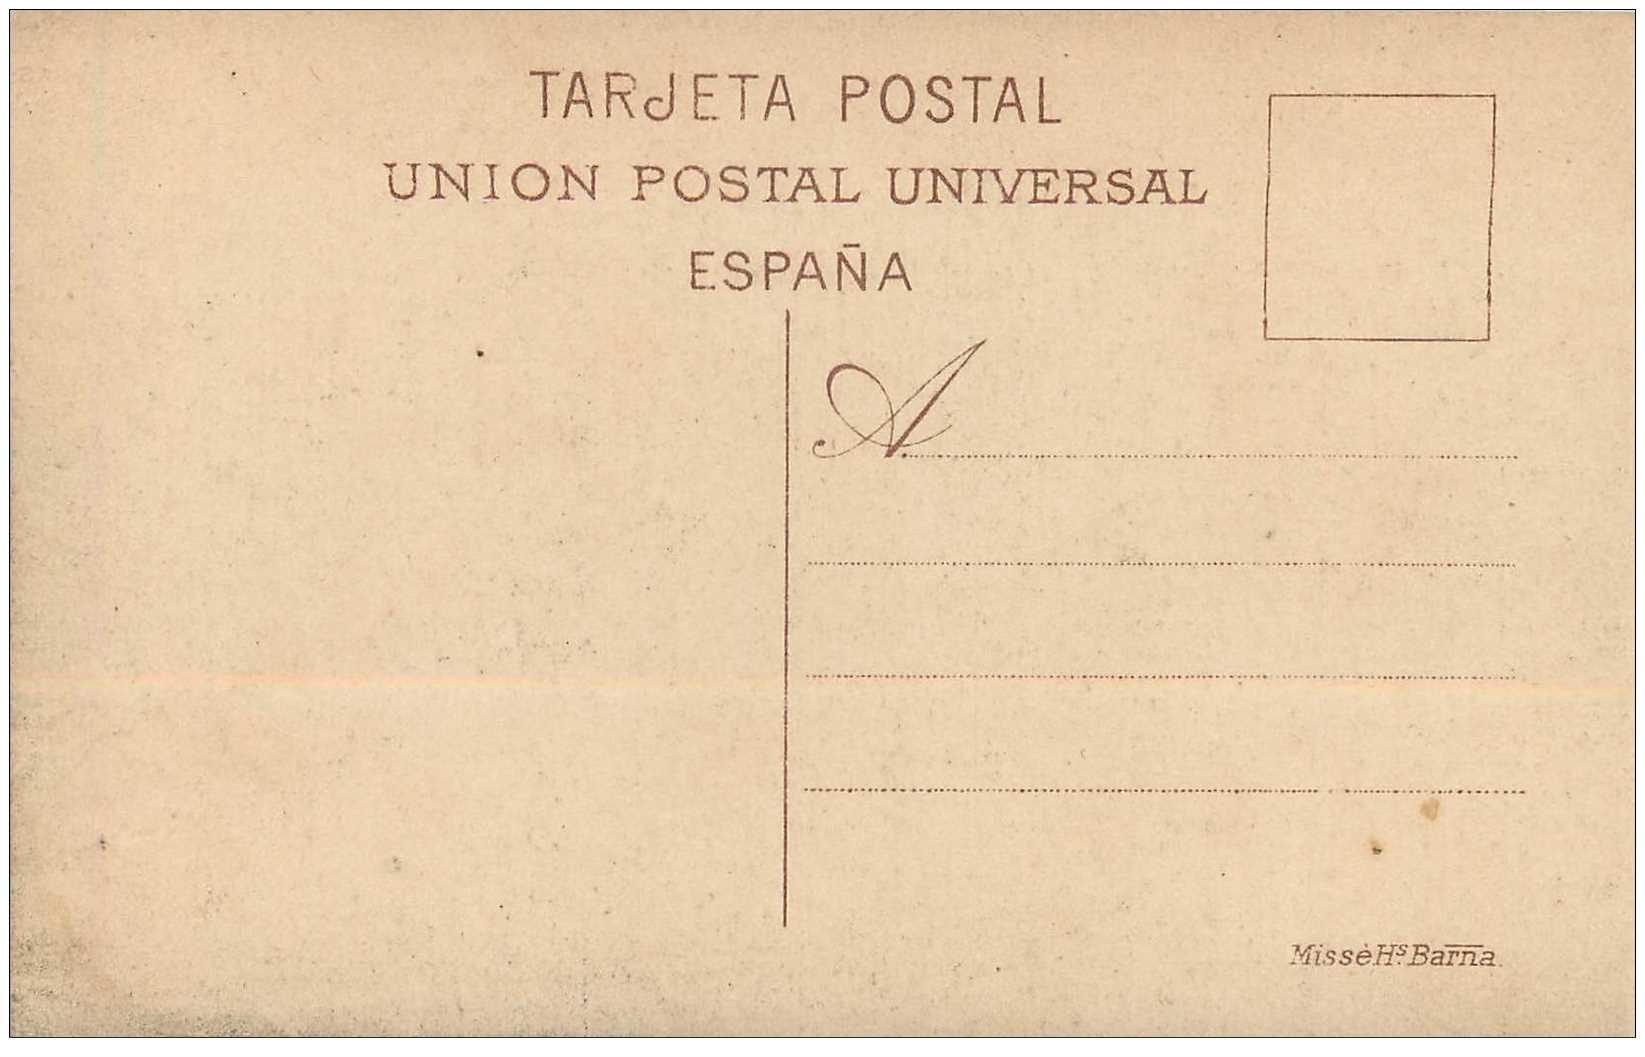 TARJETA POSTAL
UNION POSTAL UNIVERSAL
ESPAÑA
A
Missè Hs. Barna.